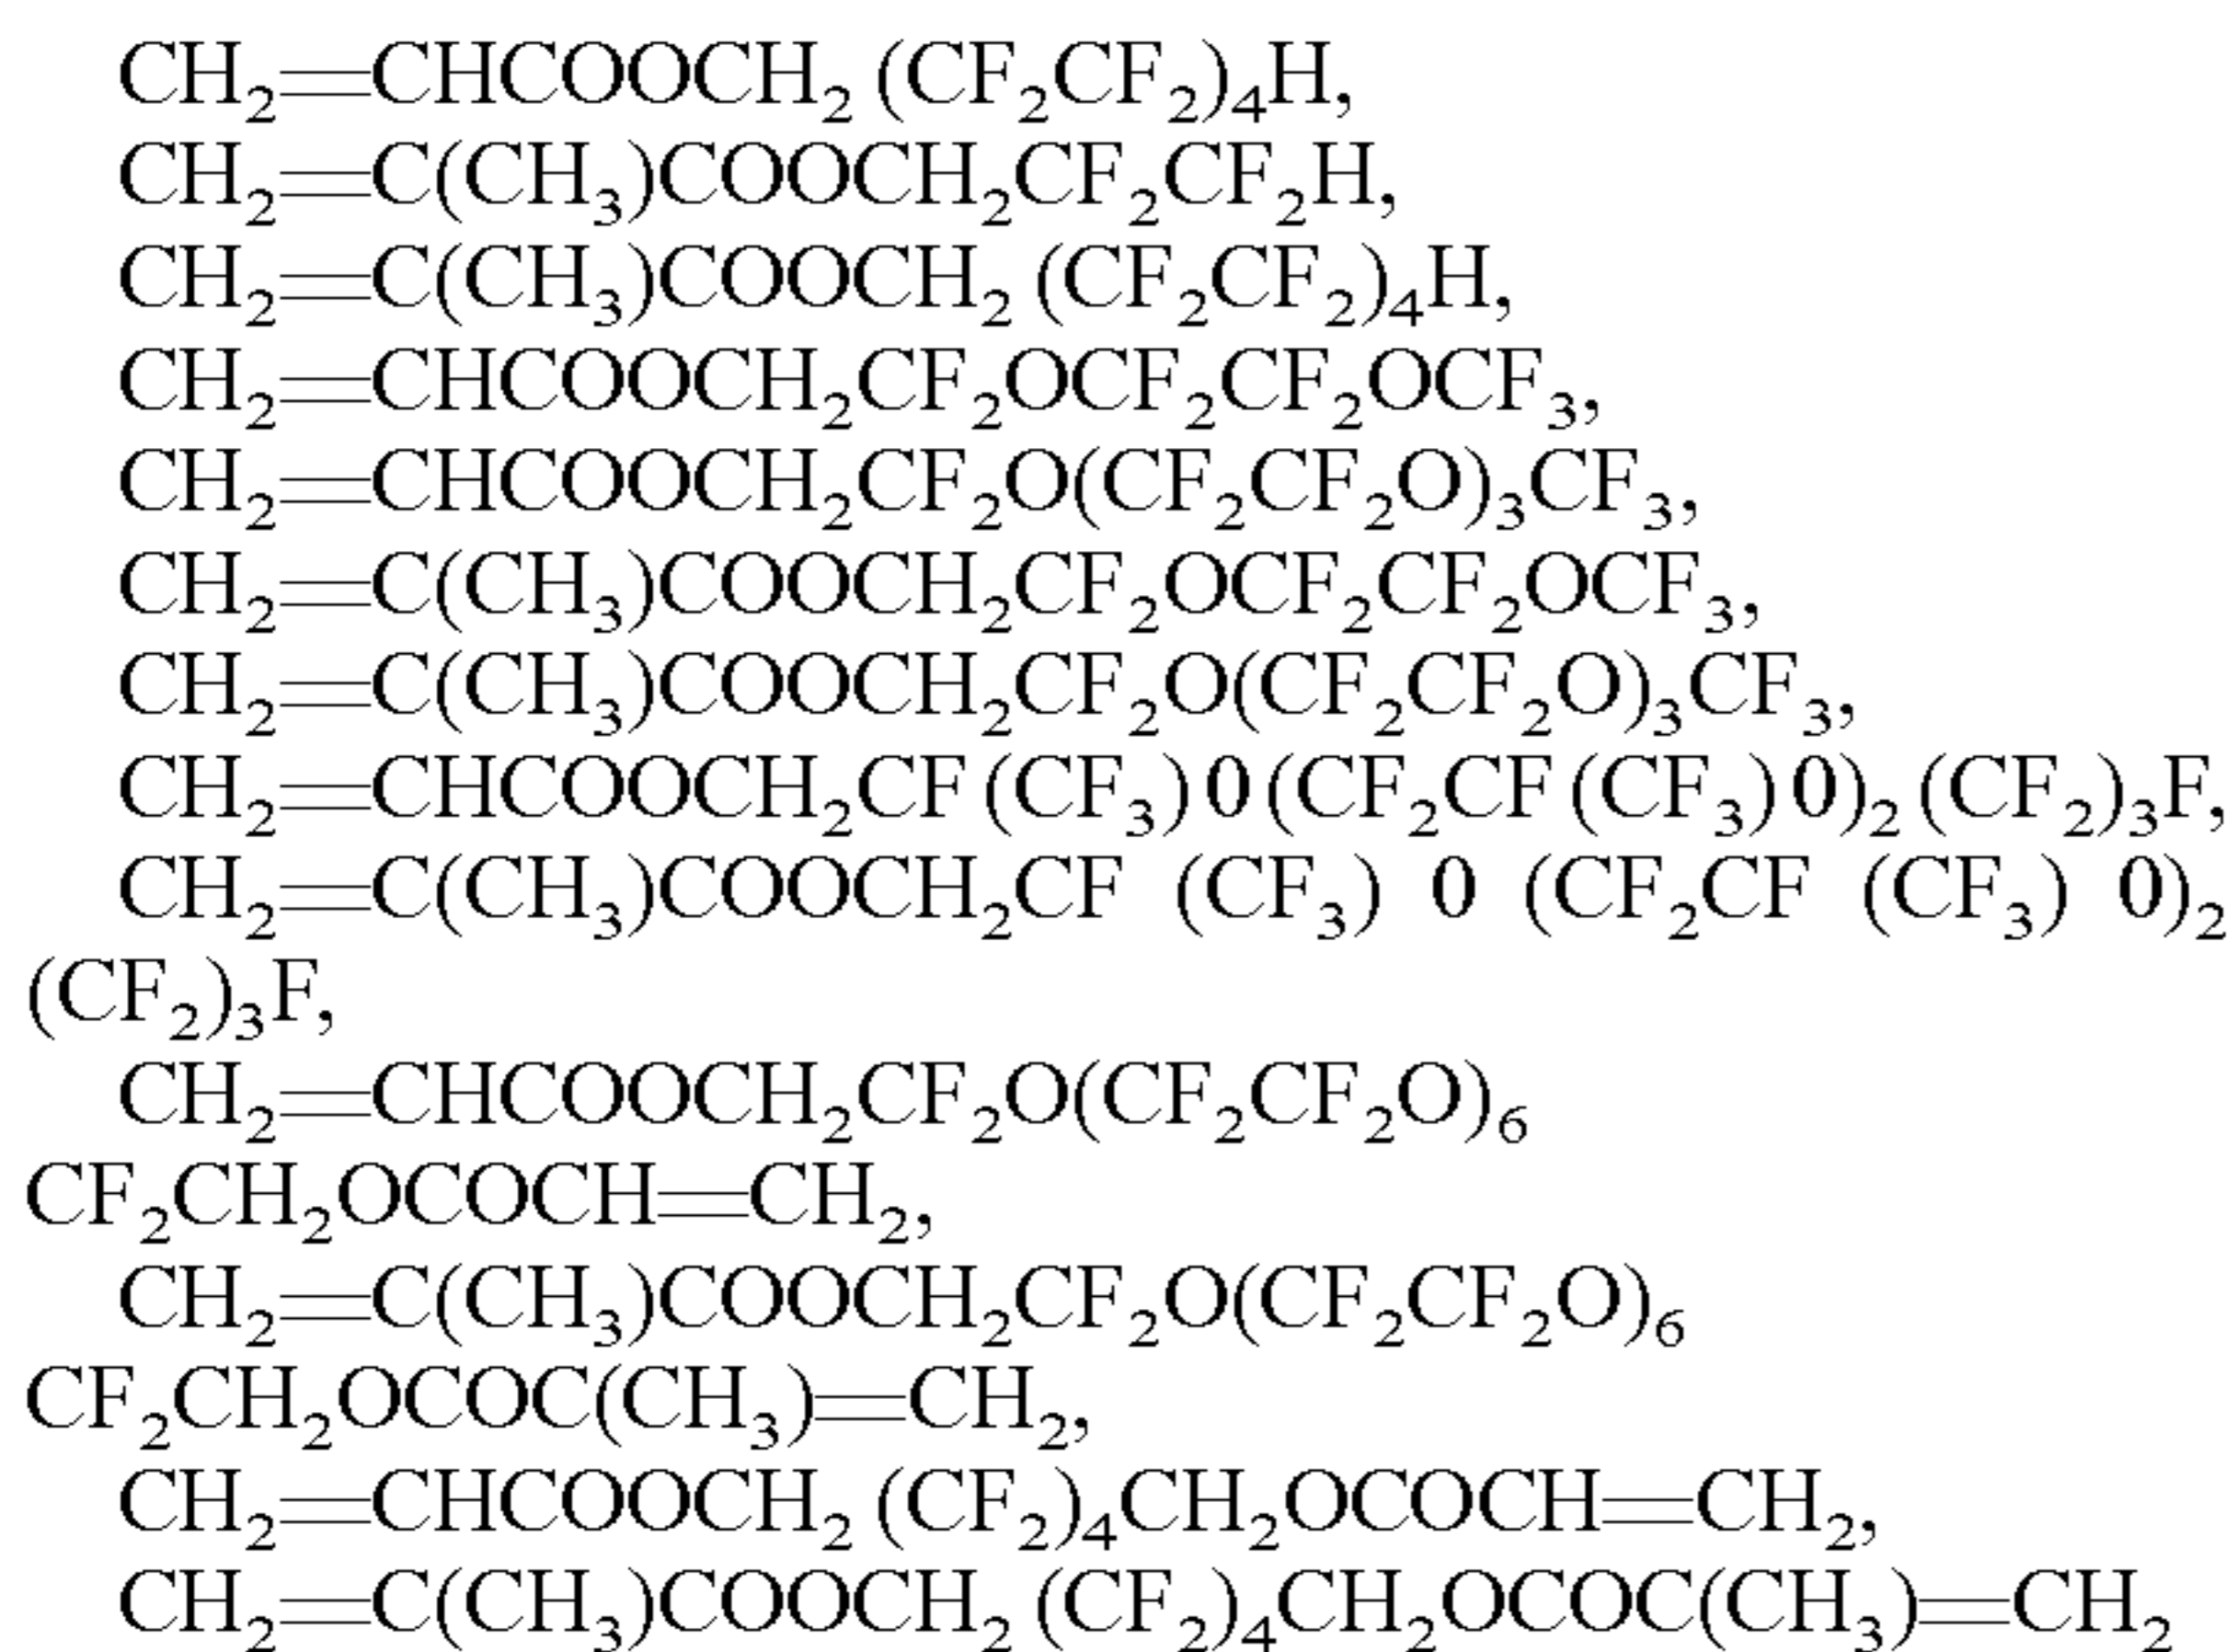 CH₂=CHCOOCH₂ (CF₂CF₂)₄H,
CH₂=C(CH₃)COOCH₂CF₂CF₂H,
CH₂=C(CH₃)COOCH₂ (CF₂CF₂)₄H,
CH₂=CHCOOCH₂CF₂OCF₂CF₂OCF₃,
CH₂=CHCOOCH₂CF₂O(CF₂CF₂O)₃CF₃,
CH₂=C(CH₃)COOCH₂CF₂OCF₂CF₂OCF₃,
CH₂=C(CH₃)COOCH₂CF₂O(CF₂CF₂O)₃CF₃,
CH₂=CHCOOCH₂CF (CF₃) 0 (CF₂CF (CF₃) 0)₂ (CF₂)₃F,
CH₂=C(CH₃)COOCH₂CF (CF₃) 0 (CF₂CF (CF₃) 0)₂
(CF₂)₃F,
CH₂=CHCOOCH₂CF₂O(CF₂CF₂O)₆
CF₂CH₂OCOCH=CH₂,
CH₂=C(CH₃)COOCH₂CF₂O(CF₂CF₂O)₆
CF₂CH₂OCOC(CH₃)=CH₂,
CH₂=CHCOOCH₂ (CF₂)₄CH₂OCOCH=CH₂,
CH₂=C(CH₃)COOCH₂ (CF₂)₄CH₂OCOC(CH₃)=CH₂